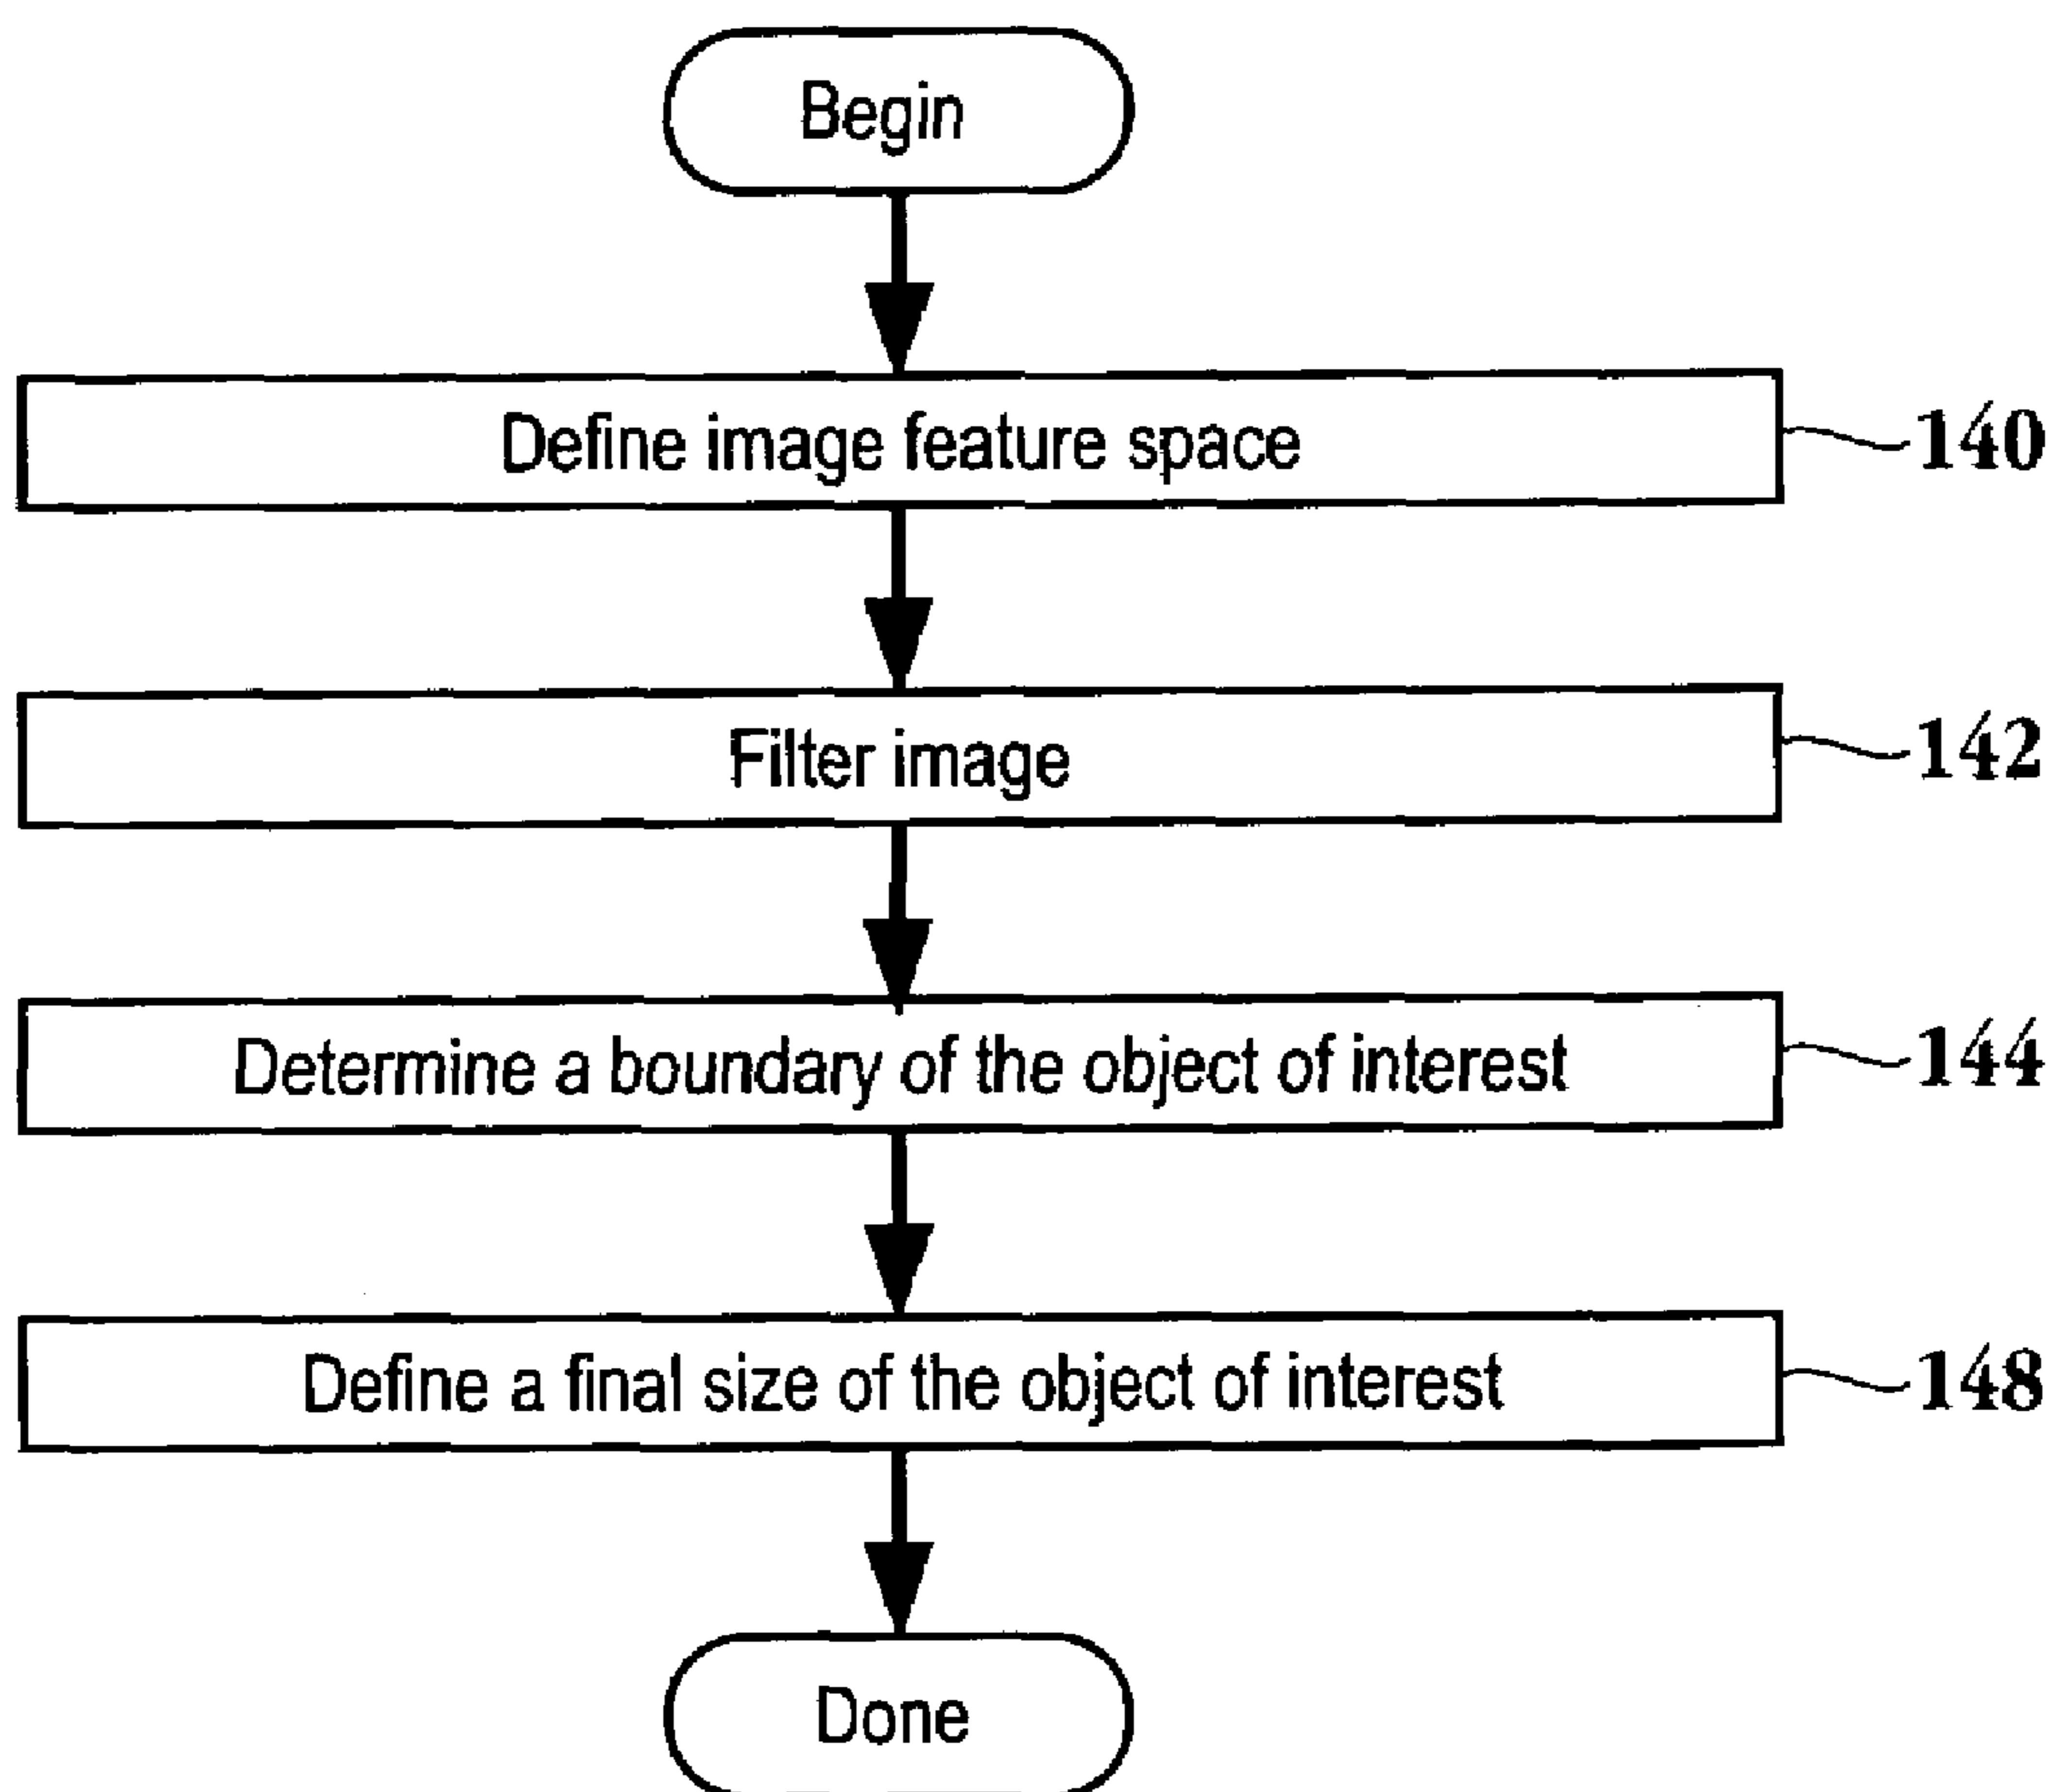 Begin
Define image feature space 140
Filter image 142
Determine a boundary of the object of interest 144
Define a final size of the object of interest 148
Done